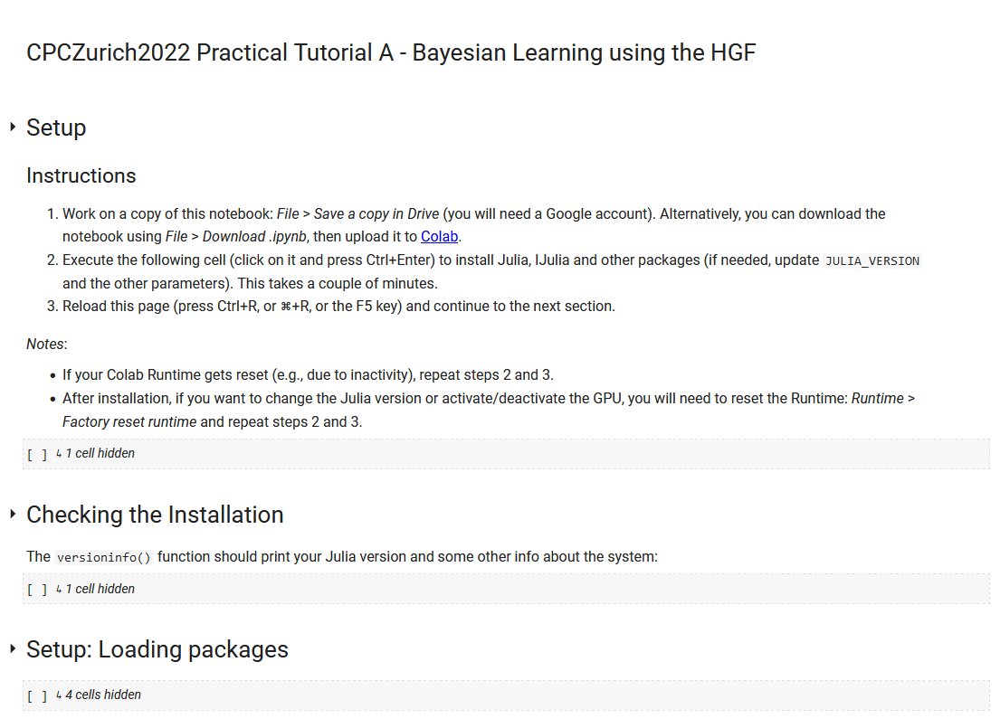 CPCZurich2022 Practical Tutorial A - Bayesian Learning using the HGF
Setup
Instructions
1. Work on a copy of this notebook: File > Save a copy in Drive (you will need a Google account). Alternatively, you can download the
notebook using File > Download .ipynb, then upload it to Colab.
2. Execute the following cell (click on it and press Ctrl+Enter) to install Julia, IJulia and other packages (if needed, update JULIA_VERSION
and the other parameters). This takes a couple of minutes.
3. Reload this page (press Ctrl+R, or ⌘+R, or the F5 key) and continue to the next section.
Notes:
• If your Colab Runtime gets reset (e.g., due to inactivity), repeat steps 2 and 3.
• After installation, if you want to change the Julia version or activate/deactivate the GPU, you will need to reset the Runtime: Runtime >
Factory reset runtime and repeat steps 2 and 3.
[ ] ↳ 1 cell hidden
Checking the Installation
The versioninfo() function should print your Julia version and some other info about the system:
[ ] ↳ 1 cell hidden
Setup: Loading packages
[ ] ↳ 4 cells hidden